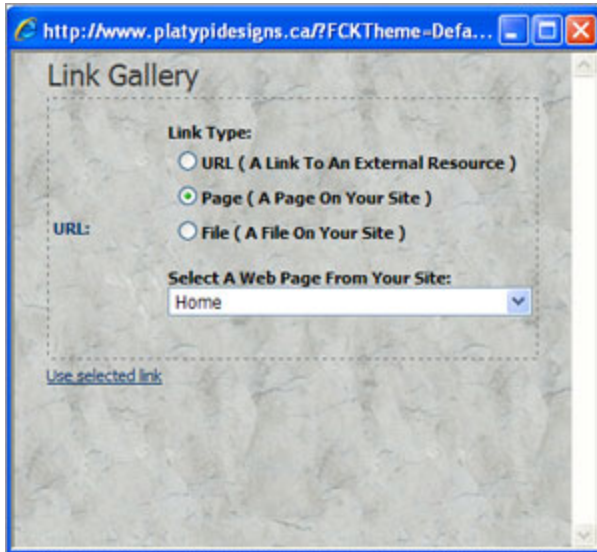 http://www.platypidesigns.ca/?FCKTheme=Defa...
Link Gallery
Link Type:
URL ( A Link To An External Resource )
Page ( A Page On Your Site )
URL:
File ( A File On Your Site )
Select A Web Page From Your Site:
Home
Use selected link